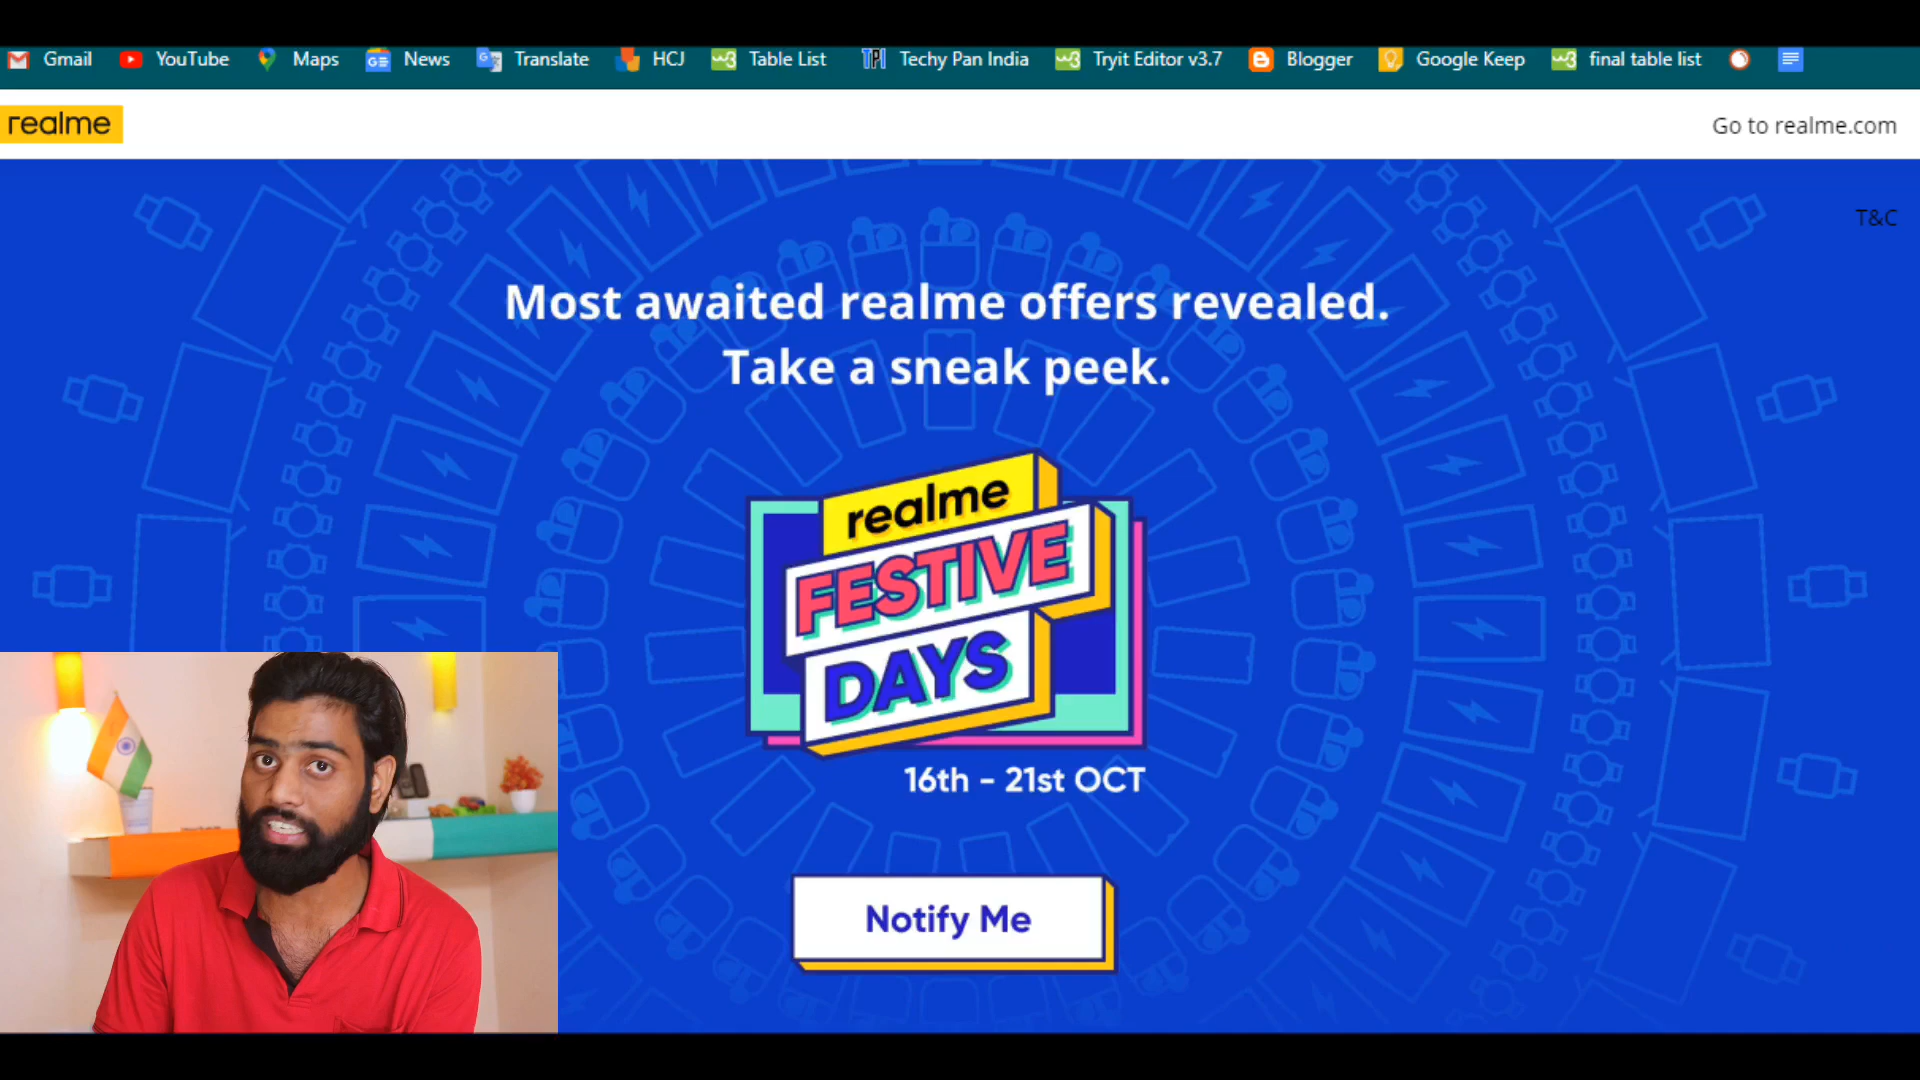 Gmail YouTube Maps News Translate HCJ Table List Techy Pan India Tryit Editor v3.7 Blogger Google Keep final table list
realme
Go to realme.com
T&C
Most awaited realme offers revealed.
Take a sneak peek.
realme
FESTIVE
DAYS
16th - 21st OCT
Notify Me